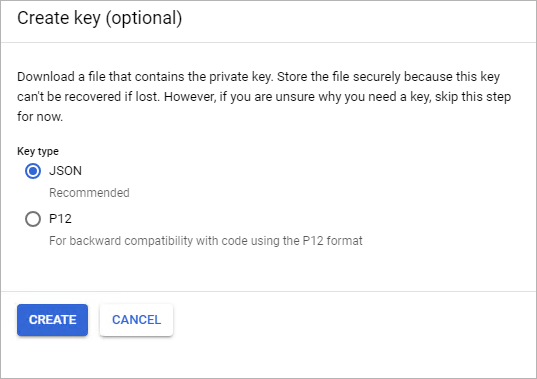 Create key (optional)
Download a file that contains the private key. Store the file securely because this key
can't be recovered if lost. However, if you are unsure why you need a key, skip this step
for now.
Key type
JSON
Recommended
P12
For backward compatibility with code using the P12 format
CREATE CANCEL